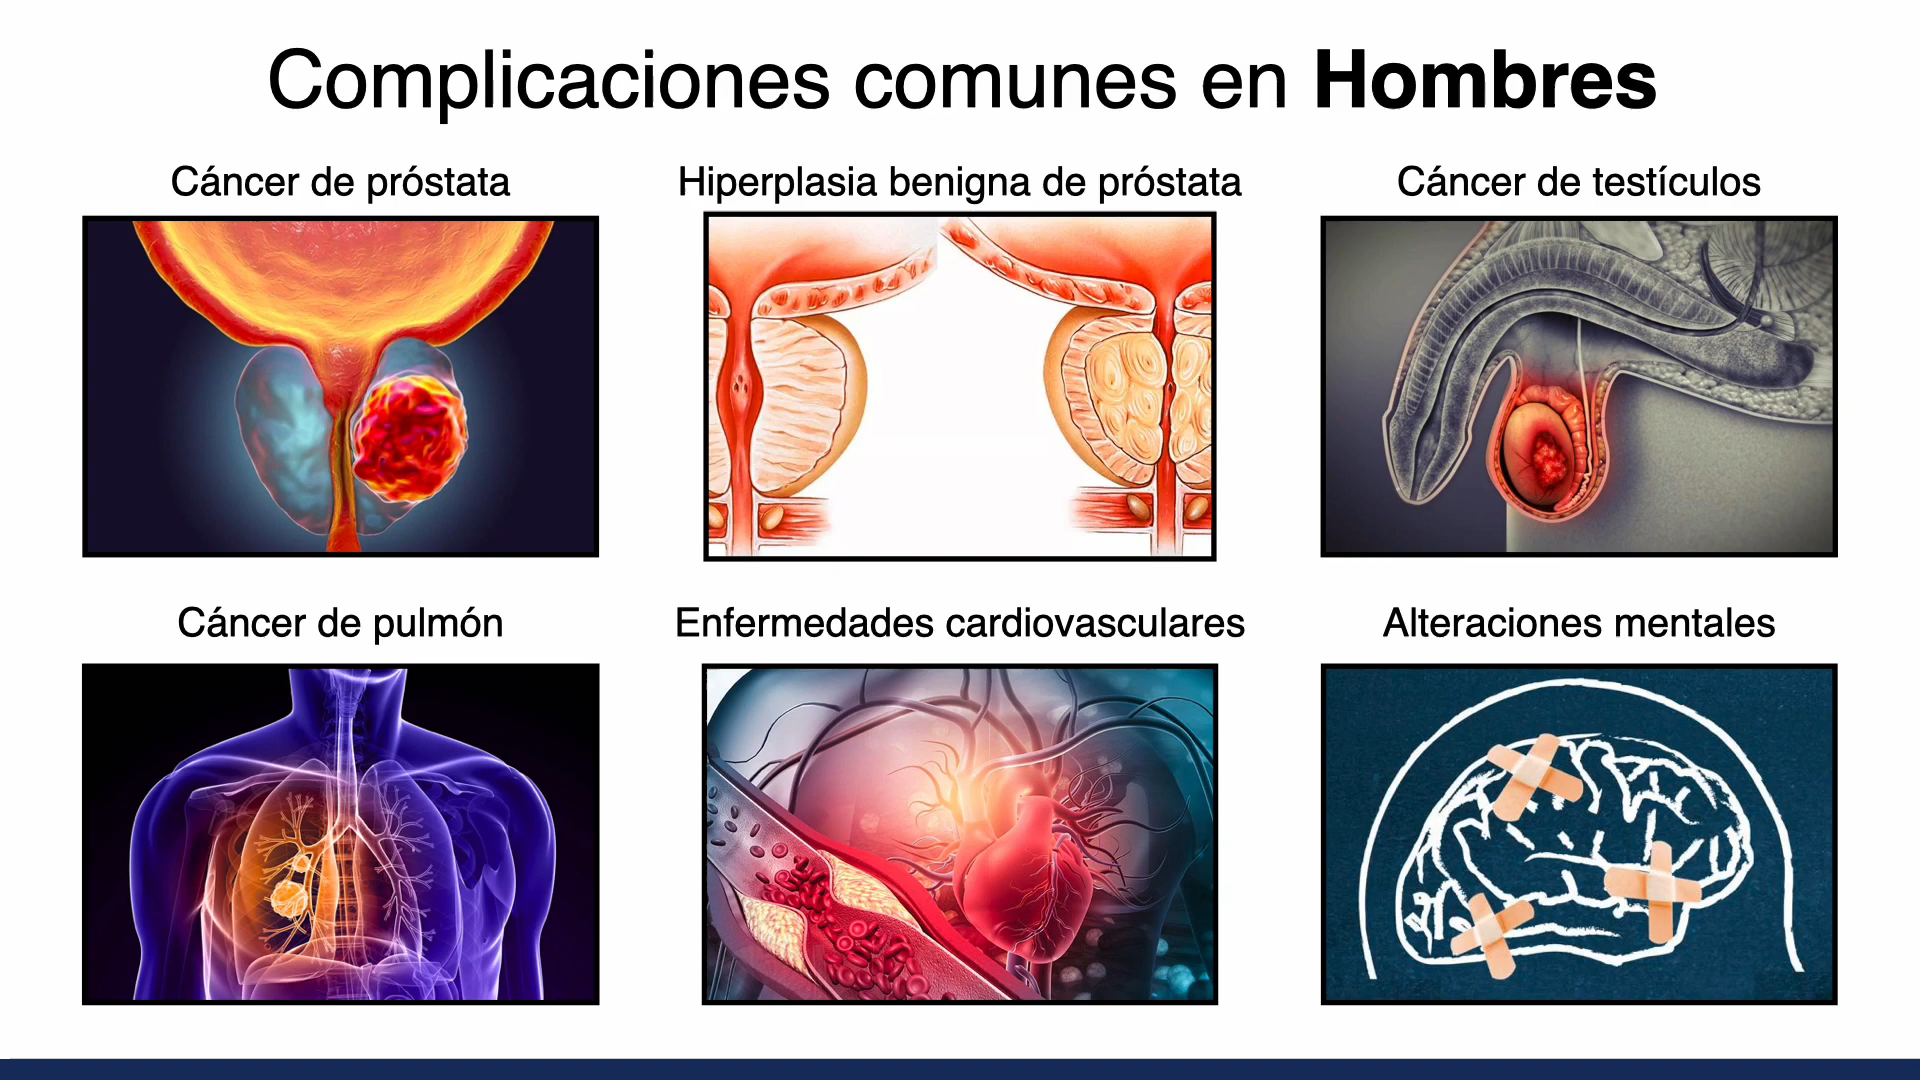 Complicaciones comunes en Hombres
Cáncer de próstata
Hiperplasia benigna de próstata
Cáncer de testículos
Cáncer de pulmón
Enfermedades cardiovasculares
Alteraciones mentales